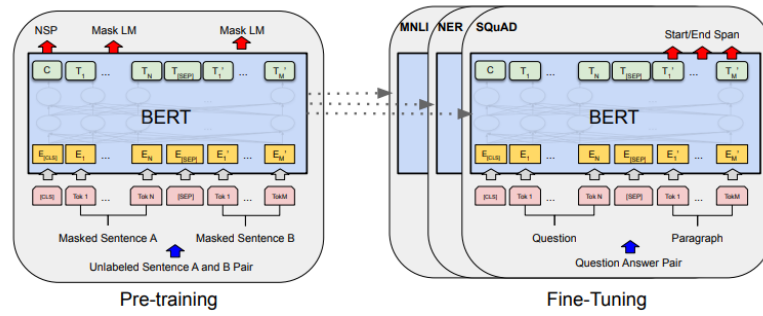 NSP Mask LM Mask LM
C T1 ... TN T[SEP] T1' ... TM'
BERT
E[CLS] E1 ... EN E[SEP] E1' ... EM'
[CLS] Tok 1 ... Tok N [SEP] Tok 1 ... TokM
Masked Sentence A Masked Sentence B
Unlabeled Sentence A and B Pair
Pre-training
MNLI NER SQuAD
Start/End Span
C T1 ... TN T[SEP] T1' ... TM'
BERT
E[CLS] E1 ... EN E[SEP] E1' ... EM'
[CLS] Tok 1 ... Tok N [SEP] Tok 1 ... TokM
Question Paragraph
Question Answer Pair
Fine-Tuning